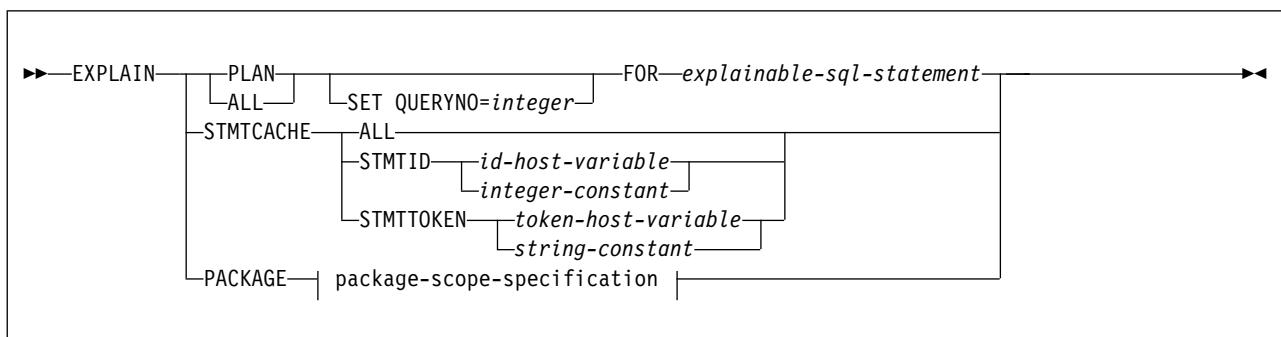 EXPLAIN PLAN FOR explainable-sql-statement
ALL SET QUERYNO=integer
STMTCACHE ALL
STMTID id-host-variable
integer-constant
STMTTOKEN token-host-variable
string-constant
PACKAGE package-scope-specification